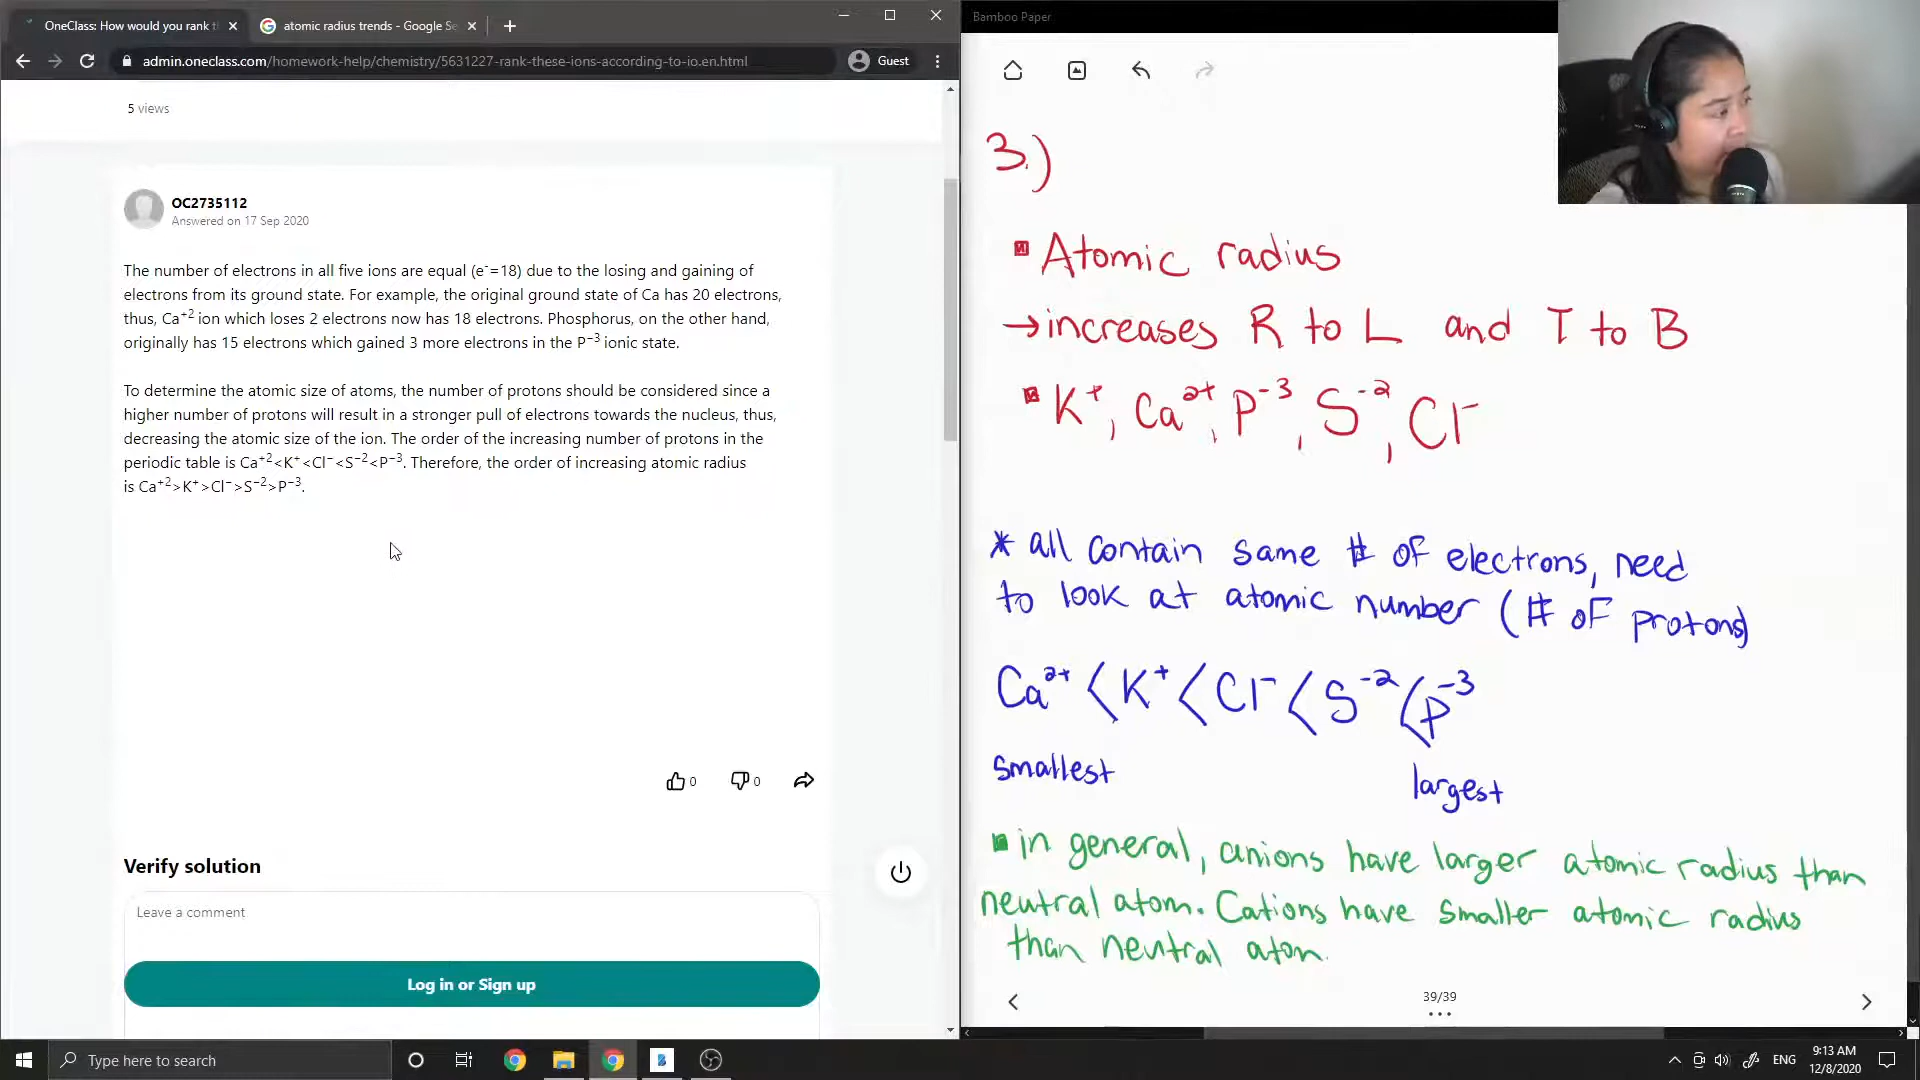 OneClass: How would you rank t
atomic radius trends - Google Se
admin.oneclass.com/homework-help/chemistry/5631227-rank-these-ions-according-to-io.en.html
Guest
5 views
OC2735112
Answered on 17 Sep 2020
The number of electrons in all five ions are equal (e⁻=18) due to the losing and gaining of
electrons from its ground state. For example, the original ground state of Ca has 20 electrons,
thus, Ca⁺² ion which loses 2 electrons now has 18 electrons. Phosphorus, on the other hand,
originally has 15 electrons which gained 3 more electrons in the P⁻³ ionic state.
To determine the atomic size of atoms, the number of protons should be considered since a
higher number of protons will result in a stronger pull of electrons towards the nucleus, thus,
decreasing the atomic size of the ion. The order of the increasing number of protons in the
periodic table is Ca⁺²<K⁺<Cl⁻<S⁻²<P⁻³. Therefore, the order of increasing atomic radius
is Ca⁺²>K⁺>Cl⁻>S⁻²>P⁻³.
0
0
Verify solution
Leave a comment
Log in or Sign up
Bamboo Paper
3.)
Atomic radius
→increases R to L and T to B
K⁺, Ca²⁺, P⁻³, S⁻², Cl⁻
* all contain same # of electrons, need
to look at atomic number (# of protons)
Ca²⁺ < K⁺ < Cl⁻ < S⁻² < P⁻³
smallest
largest
in general, anions have larger atomic radius than
neutral atom. Cations have smaller atomic radius
than neutral atom.
39/39
Type here to search
ENG
9:13 AM
12/8/2020